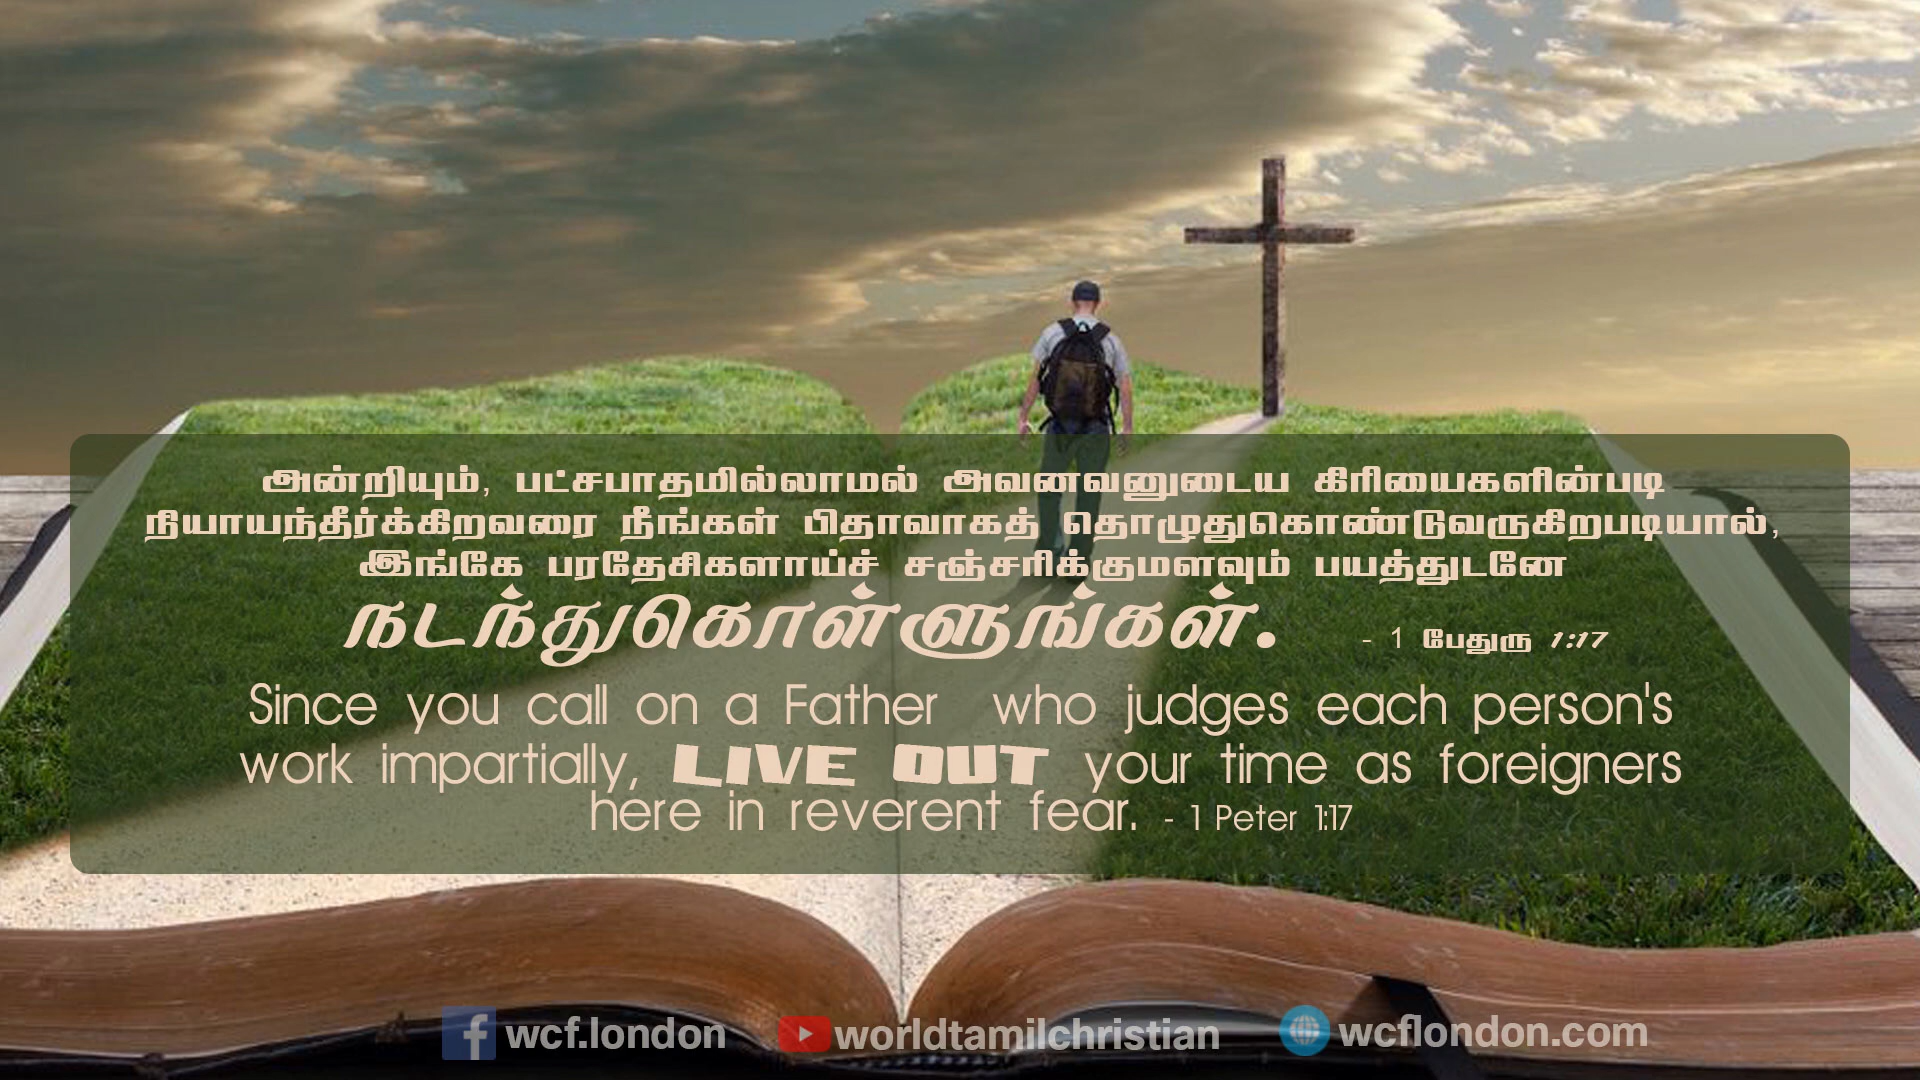 அன்றியும், பட்சபாதமில்லாமல் அவனவனுடைய கிரியைகளின்படி
நியாயந்தீர்க்கிறவரை நீங்கள் பிதாவாகத் தொழுதுகொண்டுவருகிறபடியால்,
இங்கே பரதேசிகளாய்ச் சஞ்சரிக்குமளவும் பயத்துடனே
நடந்துகொள்ளுங்கள். - 1 பேதுரு 1:17
Since you call on a Father who judges each person's
work impartially, LIVE OUT your time as foreigners
here in reverent fear. - 1 Peter 1:17
wcf.london worldtamilchristian wcflondon.com